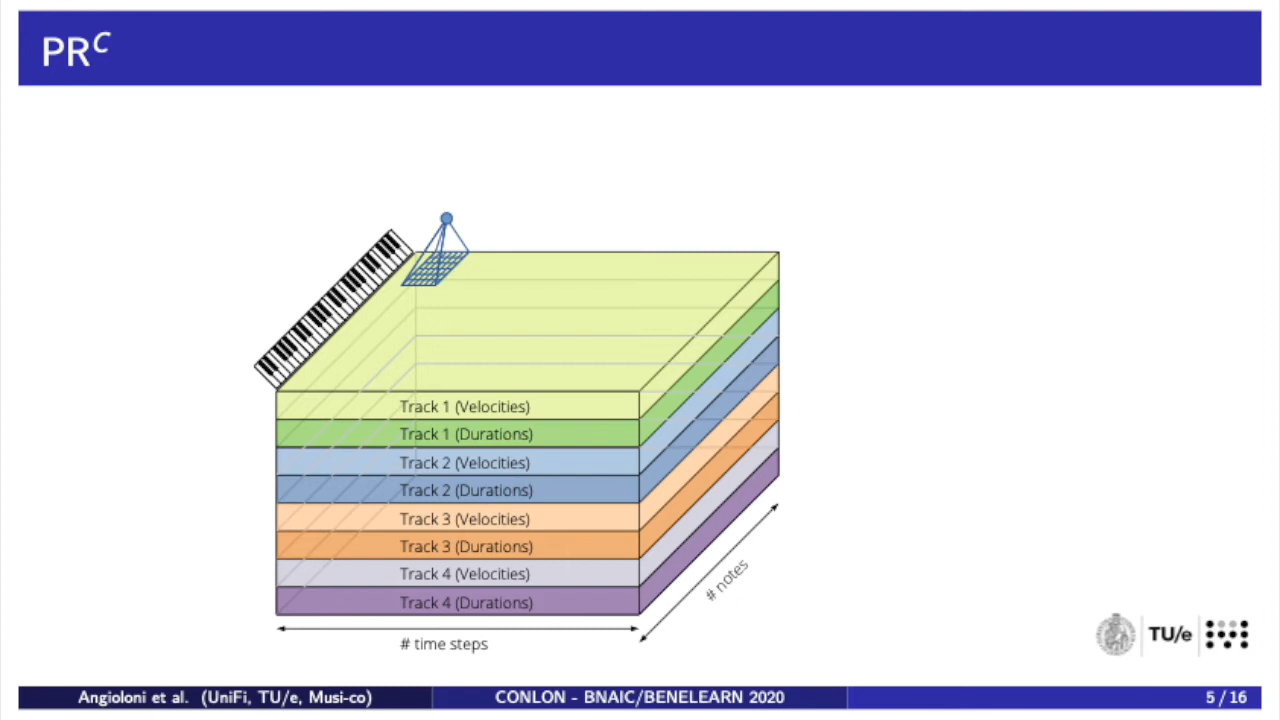 PRᶜ
Track 1 (Velocities)
Track 1 (Durations)
Track 2 (Velocities)
Track 2 (Durations)
Track 3 (Velocities)
Track 3 (Durations)
Track 4 (Velocities)
Track 4 (Durations)
# notes
# time steps
TU/e
Angioloni et al. (UniFi, TU/e, Musi-co)
CONLON - BNAIC/BENELEARN 2020
5 / 16